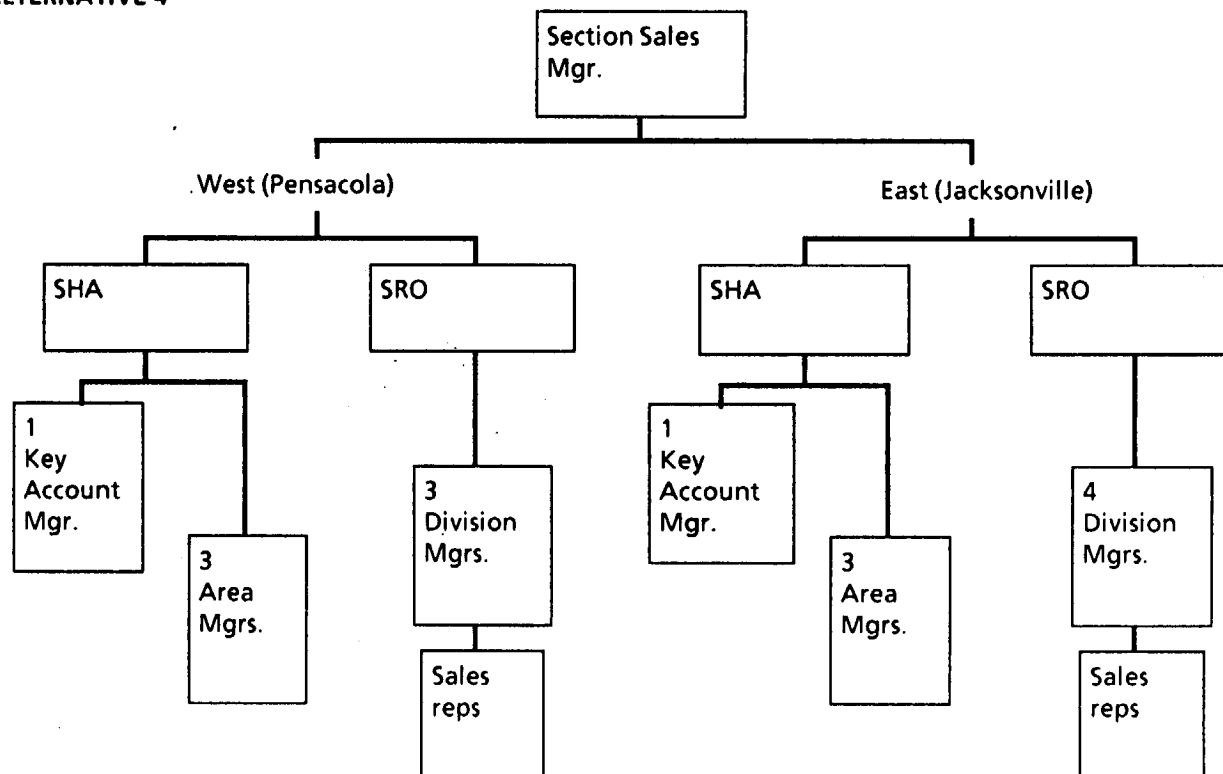 Section Sales
Mgr.
West (Pensacola)
East (Jacksonville)
SHA
SRO
SHA
SRO
1
Key
Account
Mgr.
3
Area
Mgrs.
3
Division
Mgrs.
Sales
reps
1
Key
Account
Mgr.
3
Area
Mgrs.
4
Division
Mgrs.
Sales
reps